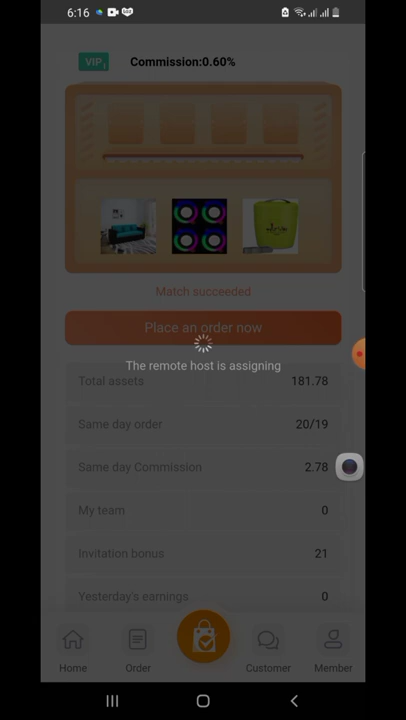 6:16
VIP1
Commission:0.60%
Match succeeded
Place an order now
The remote host is assigning
Total assets 181.78
Same day order 20/19
Same day Commission 2.78
My team 0
Invitation bonus 21
Yesterday's earnings 0
Home Order Customer Member